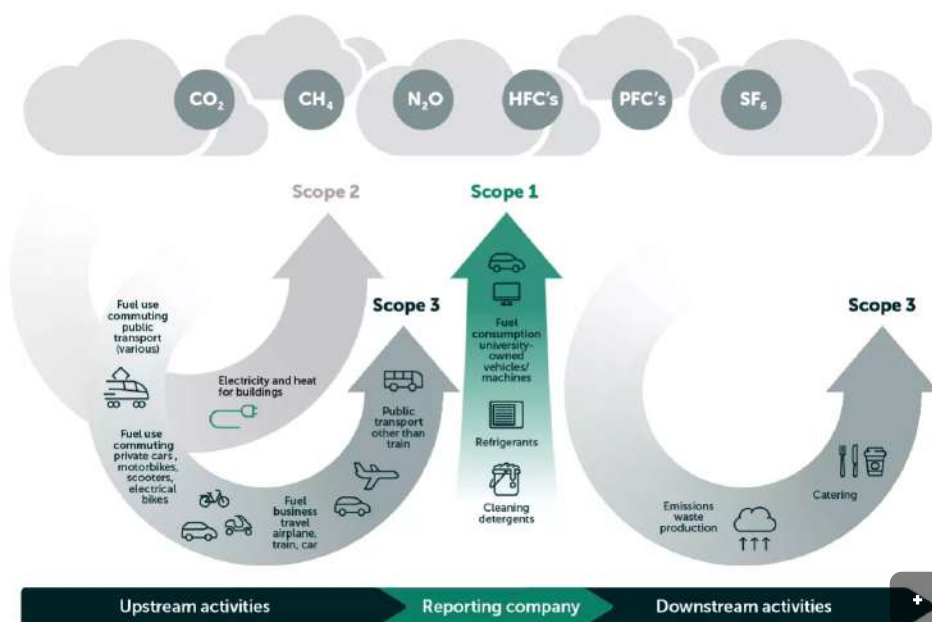 CO₂
CH₄
N₂O
HFC's
PFC's
SF₆
Scope 2
Scope 1
Scope 3
Scope 3
Fuel use
commuting
public
transport
(various)
Electricity and heat
for buildings
Fuel use
commuting
private cars,
motorbikes,
scooters,
electrical
bikes
Fuel
business
travel
airplane,
train, car
Public
transport
other than
train
Fuel
consumption
university-
owned
vehicles/
machines
Refrigerants
Cleaning
detergents
Emissions
waste
production
Catering
Upstream activities
Reporting company
Downstream activities